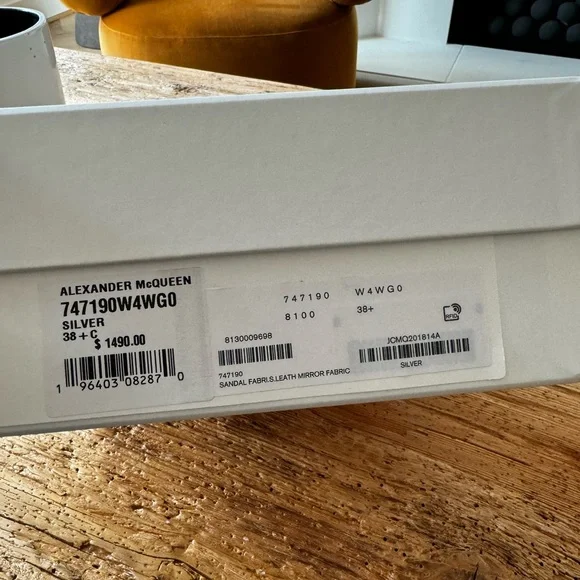 ALEXANDER McQUEEN
747190W4WG0
SILVER
38+C
$ 1490.00
1 96403 08287 0
747190 W4WG0
8100 38+
RFID
8130009698
747190
SANDAL FABRI.S.LEATH MIRROR FABRIC
JCMQ201814A
SILVER